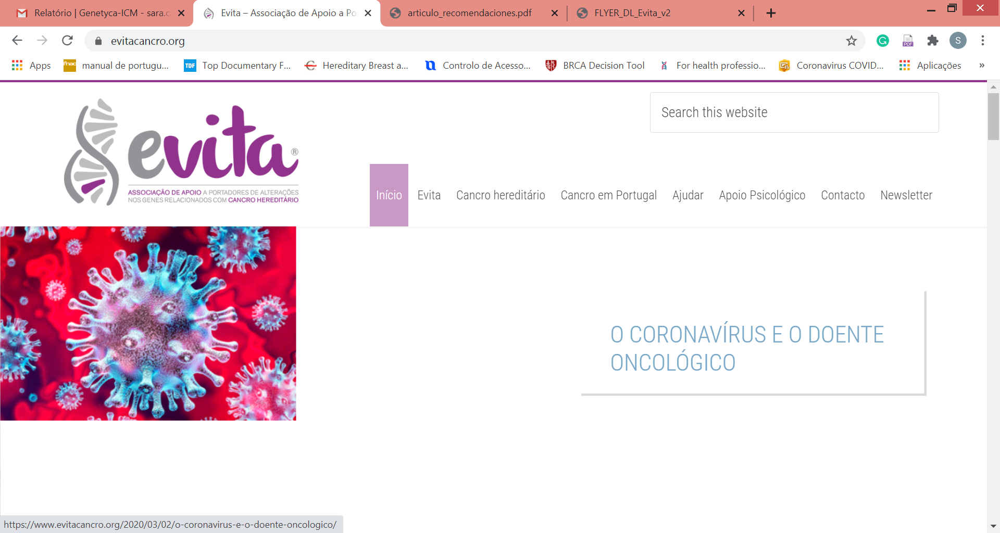 Relatório | Genetyca-ICM - sara.c
Evita – Associação de Apoio a Po
articulo_recomendaciones.pdf
FLYER_DL_Evita_v2
evitacancro.org
S
Apps
manual de portugu...
Top Documentary F...
Hereditary Breast a...
Controlo de Acesso...
BRCA Decision Tool
For health professio...
Coronavirus COVID...
Aplicações
»
Search this website
evita®
ASSOCIAÇÃO DE APOIO A PORTADORES DE ALTERAÇÕES
NOS GENES RELACIONADOS COM CANCRO HEREDITÁRIO
Início
Evita
Cancro hereditário
Cancro em Portugal
Ajudar
Apoio Psicológico
Contacto
Newsletter
O CORONAVÍRUS E O DOENTE
ONCOLÓGICO
https://www.evitacancro.org/2020/03/02/o-coronavirus-e-o-doente-oncologico/